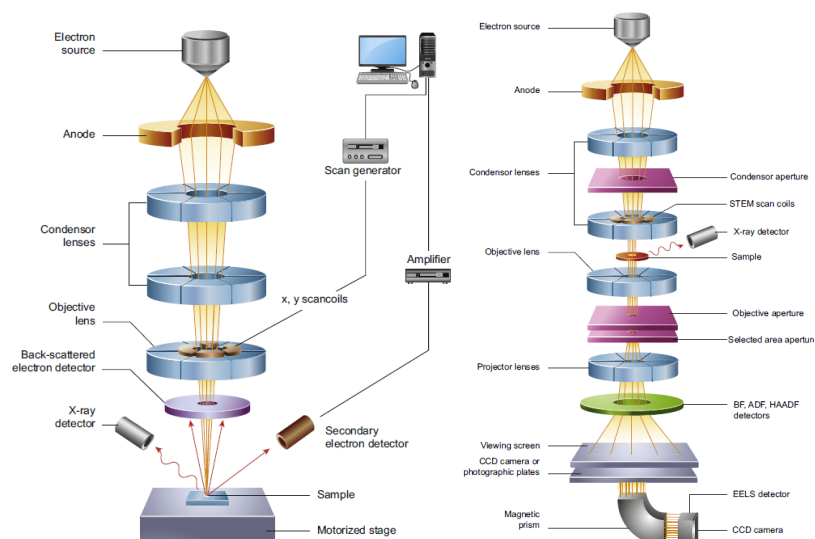 Electron
source
Anode
Condensor
lenses
Objective
lens
Back-scattered
electron detector
X-ray
detector
Scan generator
Amplifier
x, y scancoils
Secondary
electron detector
Sample
Motorized stage
Electron source
Anode
Condensor lenses
Condensor aperture
STEM scan coils
X-ray detector
Sample
Objective lens
Objective aperture
Selected area aperture
Projector lenses
BF, ADF, HAADF
detectors
Viewing screen
CCD camera or
photographic plates
EELS detector
Magnetic
prism
CCD camera